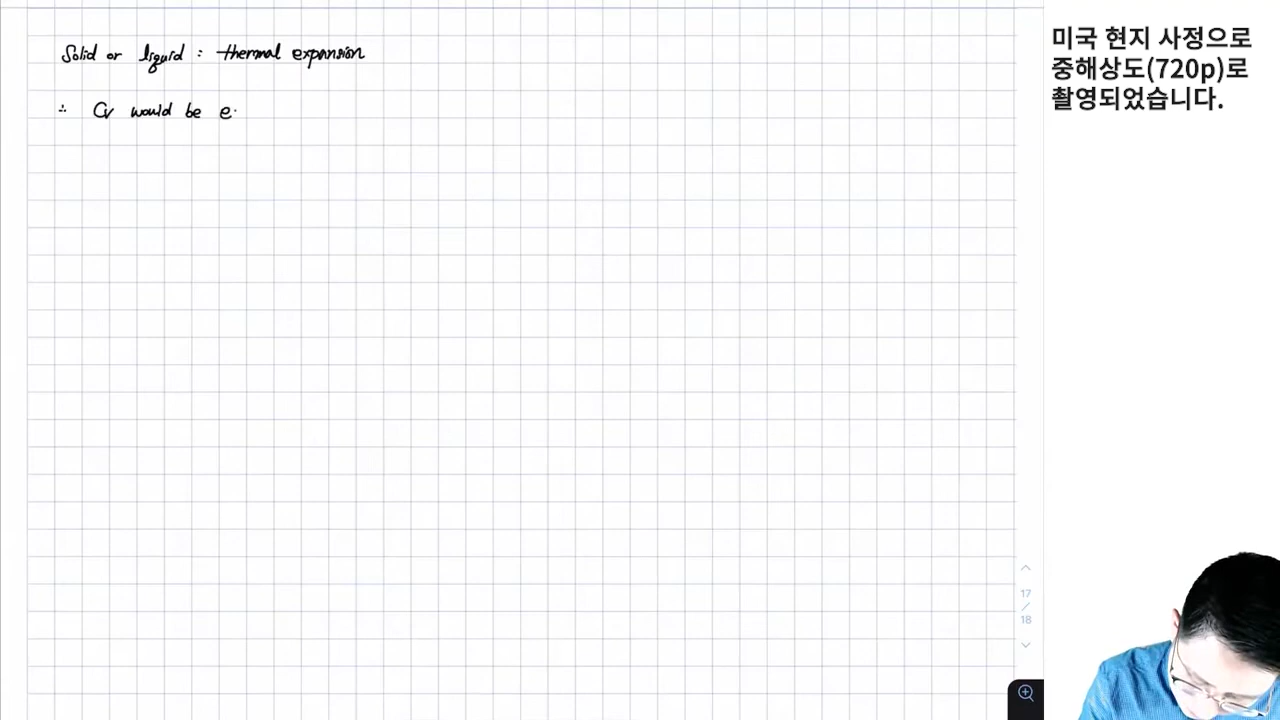 Solid or liquid : thermal expansion
∴ Cv would be e
미국 현지 사정으로
중해상도(720p)로
촬영되었습니다.
17
/
18